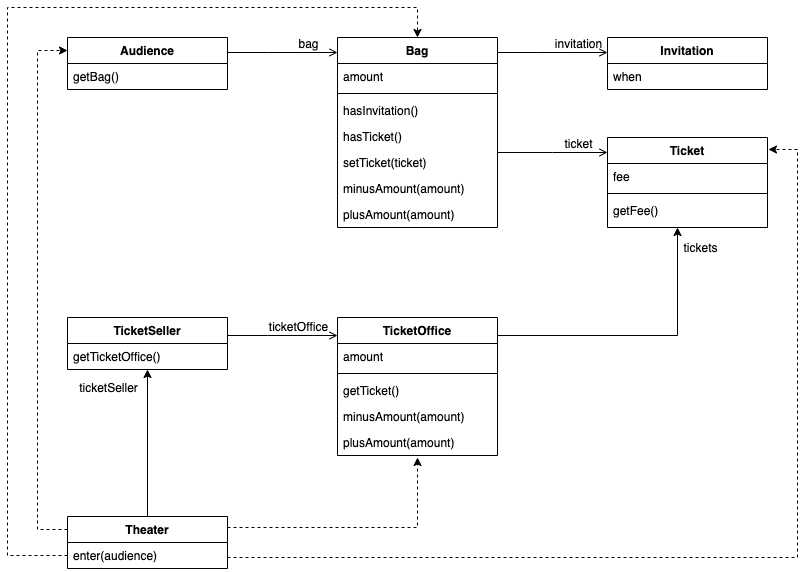 Audience
getBag()
bag
Bag
amount
hasInvitation()
hasTicket()
setTicket(ticket)
minusAmount(amount)
plusAmount(amount)
invitation
Invitation
when
ticket
Ticket
fee
getFee()
tickets
TicketSeller
getTicketOffice()
ticketOffice
TicketOffice
amount
getTicket()
minusAmount(amount)
plusAmount(amount)
ticketSeller
Theater
enter(audience)